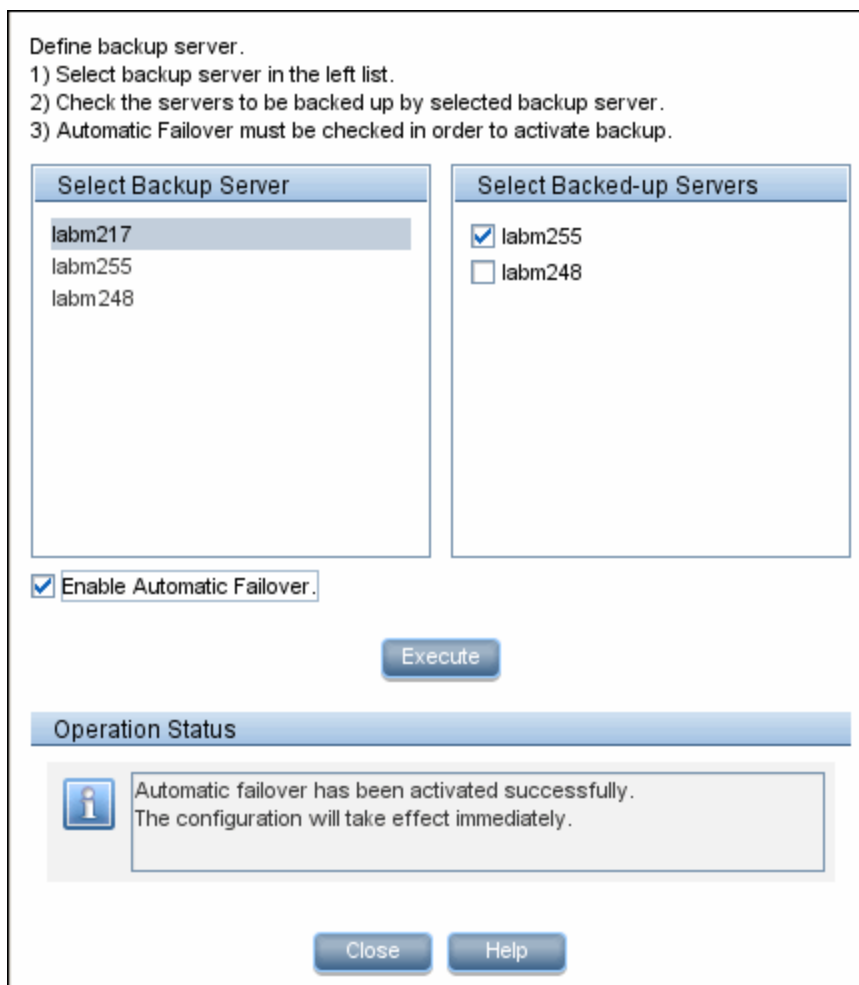 Define backup server.
1) Select backup server in the left list.
2) Check the servers to be backed up by selected backup server.
3) Automatic Failover must be checked in order to activate backup.
Select Backup Server
labm217
labm255
labm248
Select Backed-up Servers
labm255
labm248
Enable Automatic Failover.
Execute
Operation Status
Automatic failover has been activated successfully.
The configuration will take effect immediately.
Close
Help